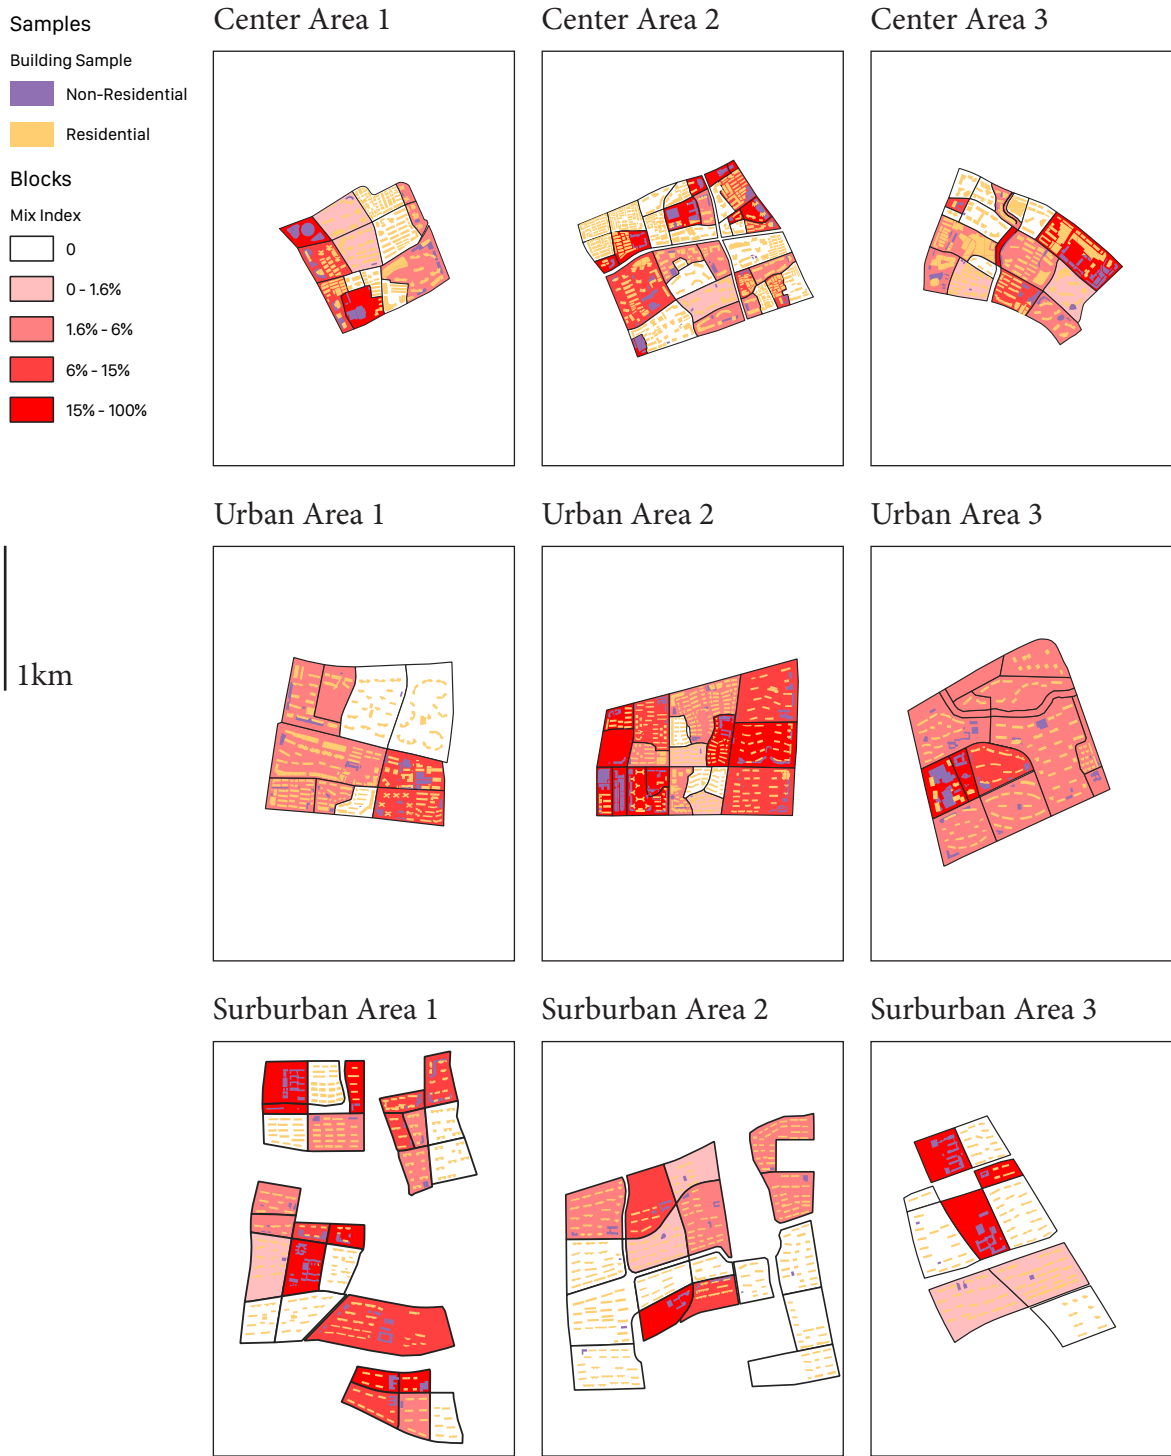 Samples
Building Sample
Non-Residential
Residential
Blocks
Mix Index
0
0 - 1.6%
1.6% - 6%
6% - 15%
15% - 100%
1km
Center Area 1
Center Area 2
Center Area 3
Urban Area 1
Urban Area 2
Urban Area 3
Surburban Area 1
Surburban Area 2
Surburban Area 3